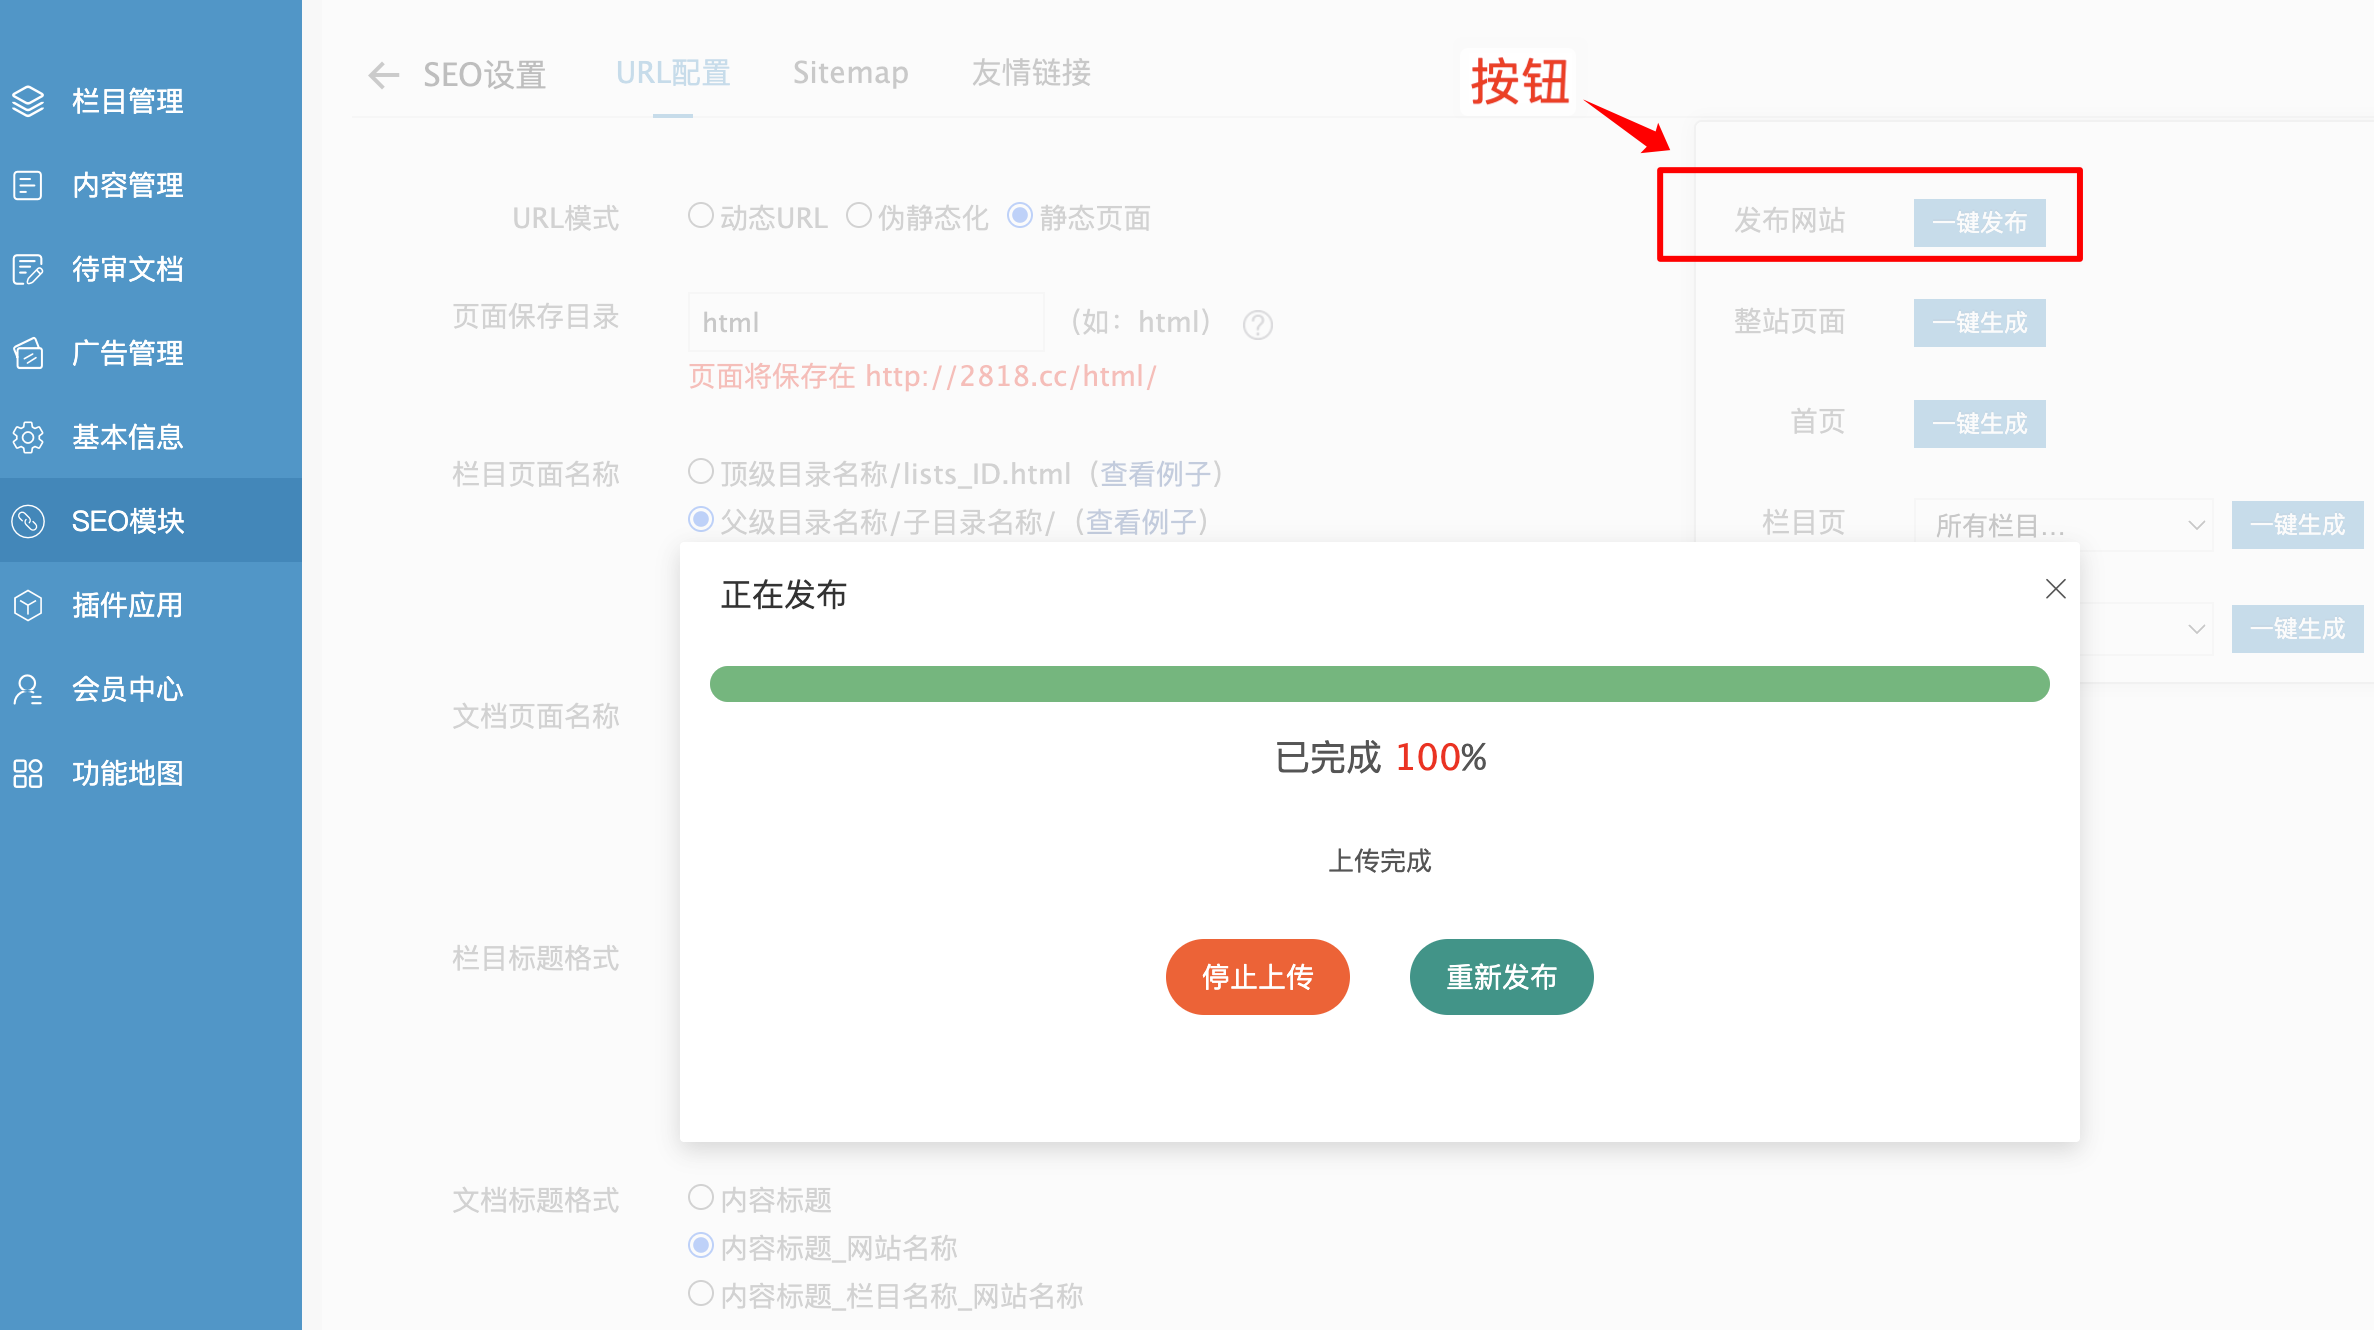 栏目管理
内容管理
待审文档
广告管理
基本信息
SEO模块
插件应用
会员中心
功能地图
SEO设置
URL配置
Sitemap
友情链接
按钮
URL模式
动态URL
伪静态化
静态页面
页面保存目录
html
（如：html）
页面将保存在 http://2818.cc/html/
栏目页面名称
顶级目录名称/lists_ID.html（查看例子）
父级目录名称/子目录名称/（查看例子）
发布网站
一键发布
整站页面
一键生成
首页
一键生成
栏目页
所有栏目...
一键生成
一键生成
正在发布
已完成 100%
上传完成
停止上传
重新发布
文档页面名称
栏目标题格式
文档标题格式
内容标题
内容标题_网站名称
内容标题_栏目名称_网站名称